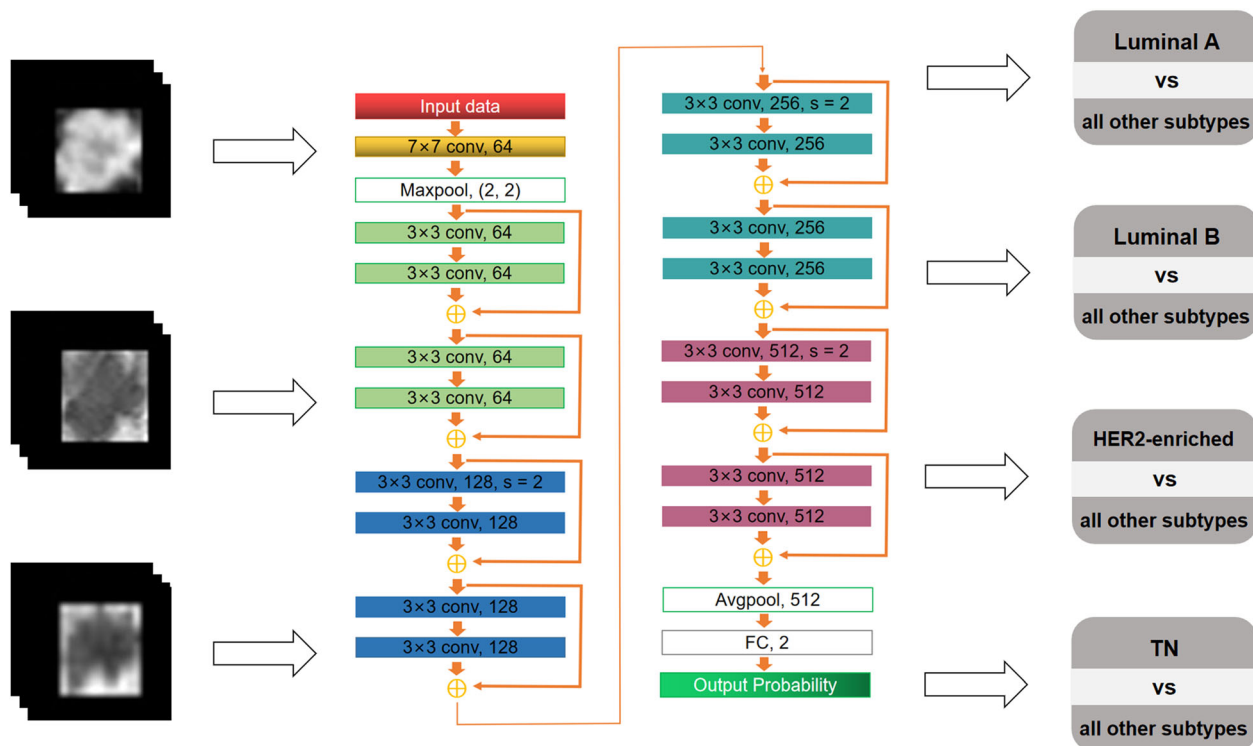 Input data
7×7 conv, 64
Maxpool, (2, 2)
3×3 conv, 64
3×3 conv, 64
3×3 conv, 64
3×3 conv, 64
3×3 conv, 128, s = 2
3×3 conv, 128
3×3 conv, 128
3×3 conv, 128
3×3 conv, 256, s = 2
3×3 conv, 256
3×3 conv, 256
3×3 conv, 256
3×3 conv, 512, s = 2
3×3 conv, 512
3×3 conv, 512
3×3 conv, 512
Avgpool, 512
FC, 2
Output Probability
Luminal A
vs
all other subtypes
Luminal B
vs
all other subtypes
HER2-enriched
vs
all other subtypes
TN
vs
all other subtypes